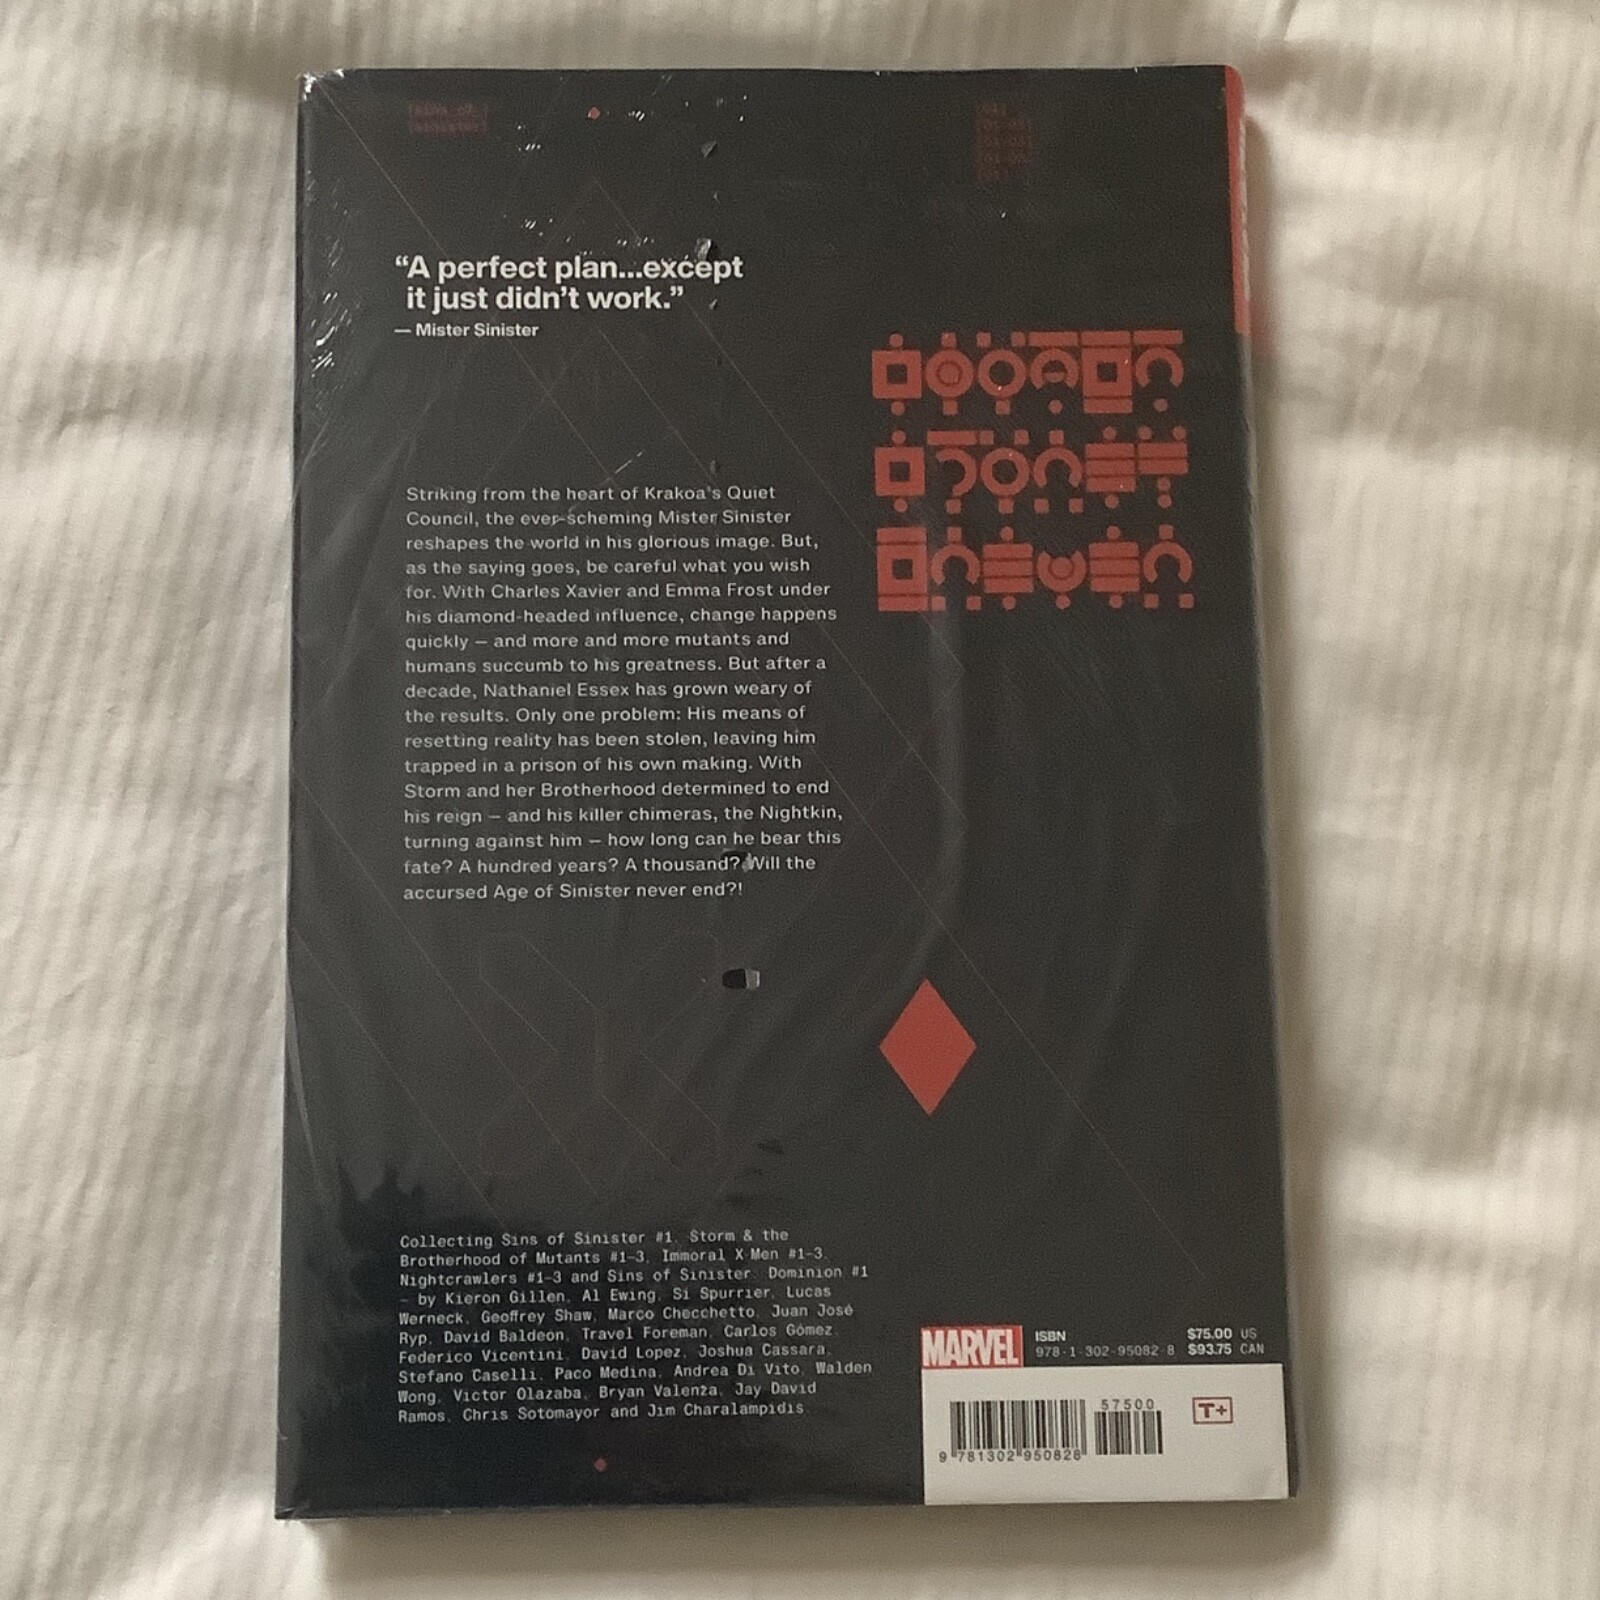 [sins of
[sinister]
“A perfect plan...except
it just didn’t work.”
— Mister Sinister
Striking from the heart of Krakoa's Quiet
Council, the ever-scheming Mister Sinister
reshapes the world in his glorious image. But,
as the saying goes, be careful what you wish
for. With Charles Xavier and Emma Frost under
his diamond-headed influence, change happens
quickly — and more and more mutants and
humans succumb to his greatness. But after a
decade, Nathaniel Essex has grown weary of
the results. Only one problem: His means of
resetting reality has been stolen, leaving him
trapped in a prison of his own making. With
Storm and her Brotherhood determined to end
his reign — and his killer chimeras, the Nightkin,
turning against him — how long can he bear this
fate? A hundred years? A thousand? Will the
accursed Age of Sinister never end?!
Collecting Sins of Sinister #1, Storm & the
Brotherhood of Mutants #1-3, Immoral X-Men #1-3,
Nightcrawlers #1-3 and Sins of Sinister: Dominion #1
— by Kieron Gillen, Al Ewing, Si Spurrier, Lucas
Werneck, Geoffrey Shaw, Marco Checchetto, Juan José
Ryp, David Baldeon, Travel Foreman, Carlos Gómez,
Federico Vicentini, David Lopez, Joshua Cassara,
Stefano Caselli, Paco Medina, Andrea Di Vito, Walden
Wong, Victor Olazaba, Bryan Valenza, Jay David
Ramos, Chris Sotomayor and Jim Charalampidis.
MARVEL
ISBN
978-1-302-95082-8
$75.00 US
$93.75 CAN
57500
9 781302 950828
T+